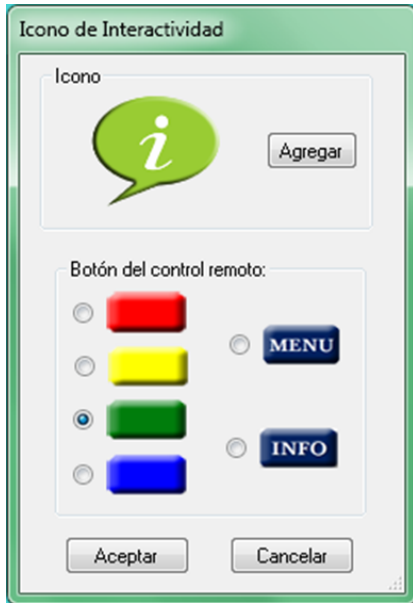 Icono de Interactividad
Icono
i
Agregar
Botón del control remoto:
MENU
INFO
Aceptar
Cancelar